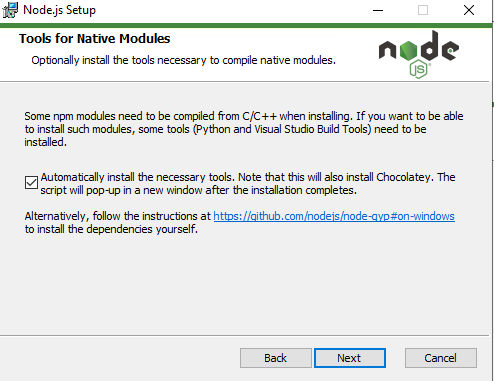 Node.js Setup
Tools for Native Modules
Optionally install the tools necessary to compile native modules.
node
JS
Some npm modules need to be compiled from C/C++ when installing. If you want to be able
to install such modules, some tools (Python and Visual Studio Build Tools) need to be
installed.
Automatically install the necessary tools. Note that this will also install Chocolatey. The
script will pop-up in a new window after the installation completes.
Alternatively, follow the instructions at https://github.com/nodejs/node-gyp#on-windows
to install the dependencies yourself.
Back Next Cancel